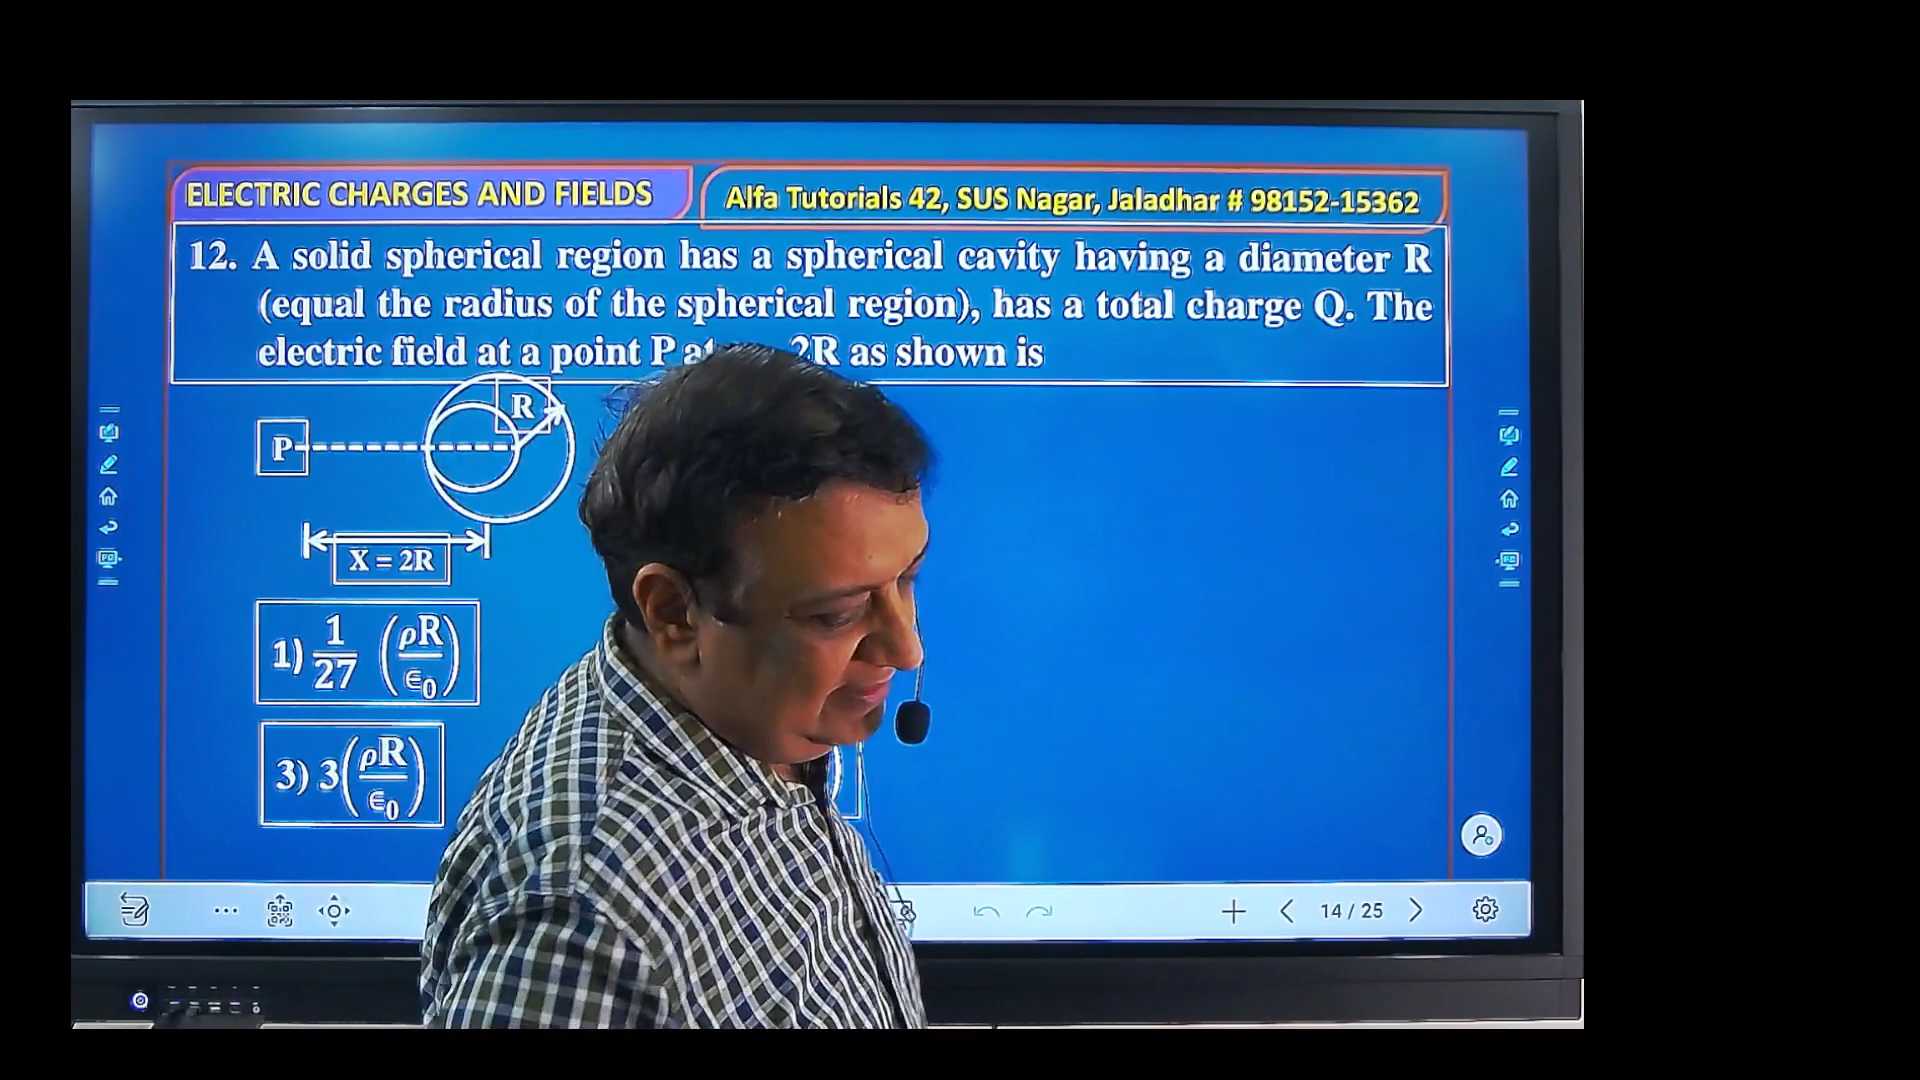 ELECTRIC CHARGES AND FIELDS
Alfa Tutorials 42, SUS Nagar, Jaladhar # 98152-15362
12. A solid spherical region has a spherical cavity having a diameter R
(equal the radius of the spherical region), has a total charge Q. The
electric field at a point P at 2R as shown is
R
P
X = 2R
1) 1/27 (ρR/ϵ₀)
3) 3(ρR/ϵ₀)
14 / 25